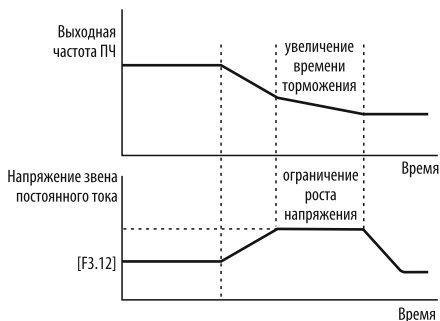 Выходная
частота ПЧ
увеличение
времени
торможения
Время
Напряжение звена
постоянного тока
ограничение
роста
напряжения
[F3.12]
Время